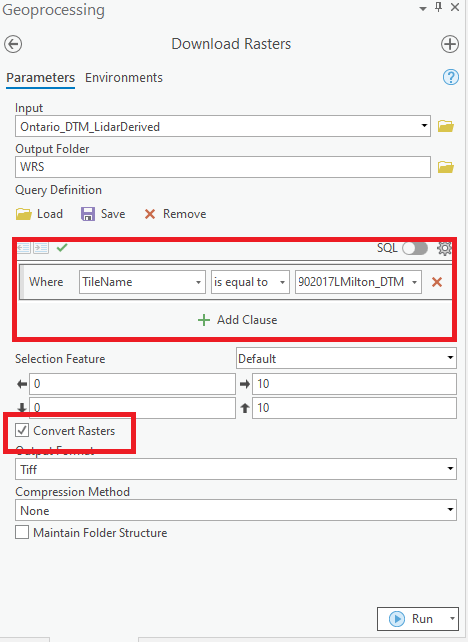 Geoprocessing
Download Rasters
Parameters Environments
?
Input
Ontario_DTM_LidarDerived
Output Folder
WRS
Query Definition
Load Save Remove
SQL
Where TileName is equal to 902017LMilton_DTM
Add Clause
Selection Feature Default
0 10
0 10
Convert Rasters
Output Format
Tiff
Compression Method
None
Maintain Folder Structure
Run